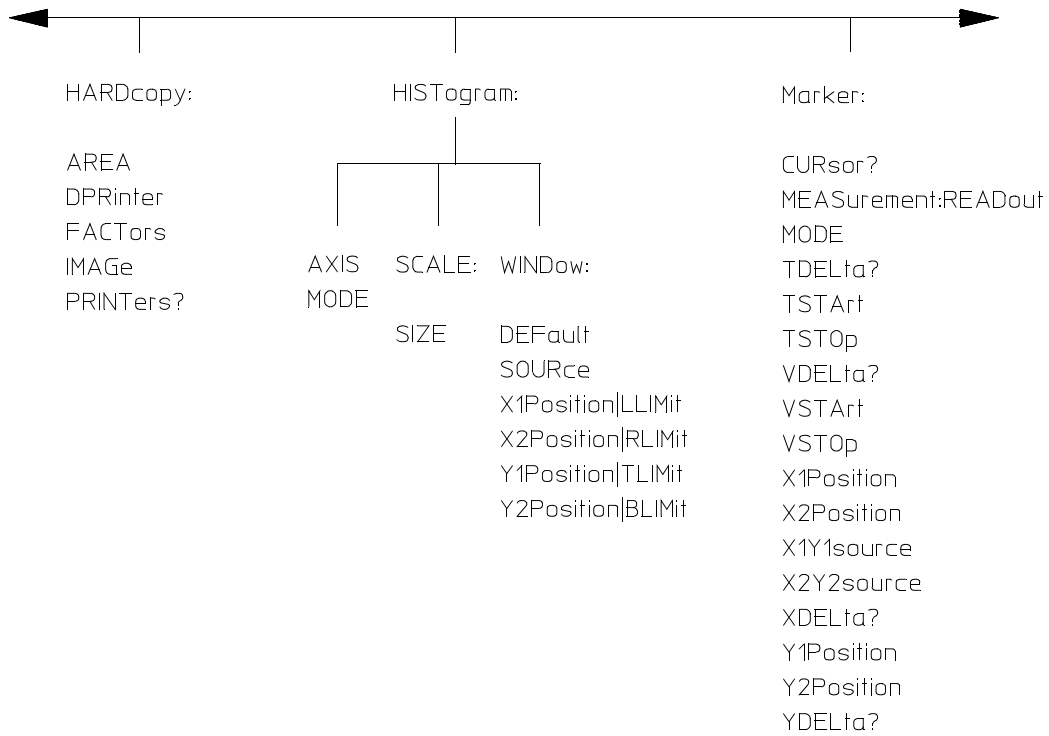 HARDcopy:
AREA
DPRinter
FACTors
IMAGe
PRINTers?
HISTogram:
AXIS
MODE
SCALE:
SIZE
WINDow:
DEFault
SOURce
X1Position|LLIMit
X2Position|RLIMit
Y1Position|TLIMit
Y2Position|BLIMit
Marker:
CURsor?
MEASurement:READout
MODE
TDELta?
TSTArt
TSTOp
VDELta?
VSTArt
VSTOp
X1Position
X2Position
X1Y1source
X2Y2source
XDELta?
Y1Position
Y2Position
YDELta?